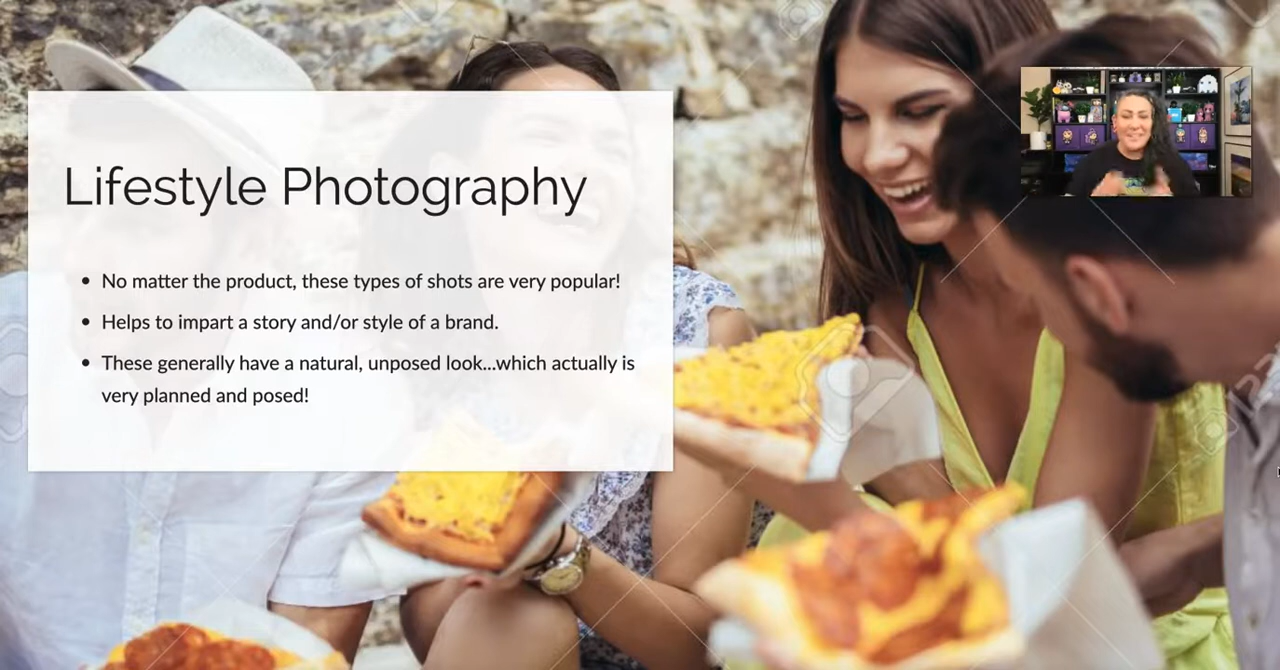 Lifestyle Photography
No matter the product, these types of shots are very popular!
Helps to impart a story and/or style of a brand.
These generally have a natural, unposed look...which actually is
very planned and posed!